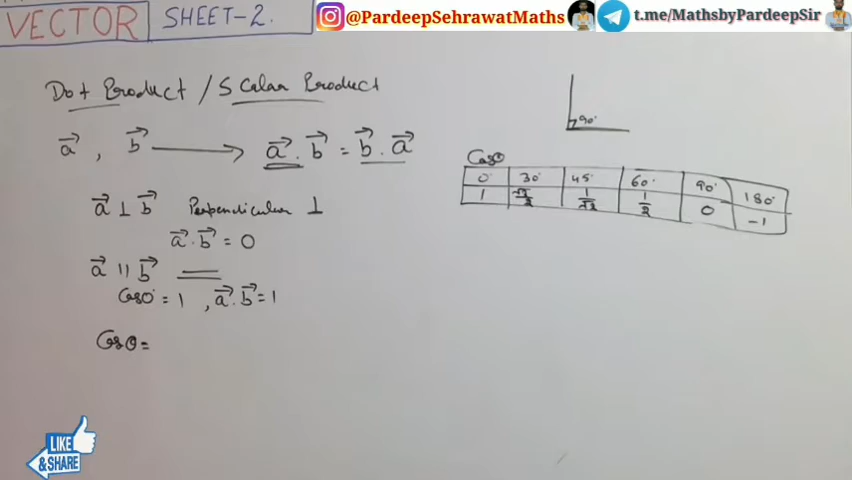 VECTOR SHEET-2.
@PardeepSehrawatMaths
t.me/MathsbyPardeepSir
Dot Product / Scalar Product
a⃗ , b⃗ ⟶ a⃗ . b⃗ = b⃗ . a⃗
a⃗ ⊥ b⃗ Perpendicular ⊥
a⃗ . b⃗ = 0
a⃗ || b⃗
Cos0° = 1 , a⃗ . b⃗ = 1
Cosθ =
90°
Cosθ
0° 30° 45° 60° 90° 180°
1 √3/2 1/√2 1/2 0 -1
LIKE
& SHARE